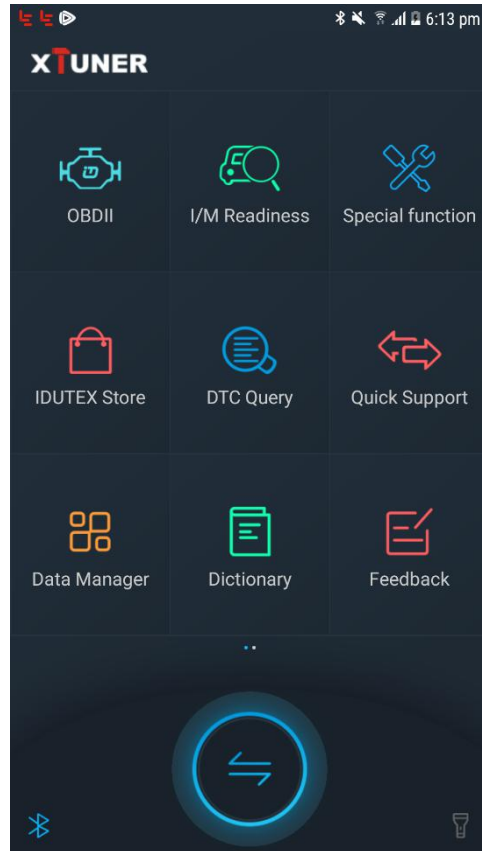 6:13 pm
XTUNER
OBDII
I/M Readiness
Special function
IDUTEX Store
DTC Query
Quick Support
Data Manager
Dictionary
Feedback